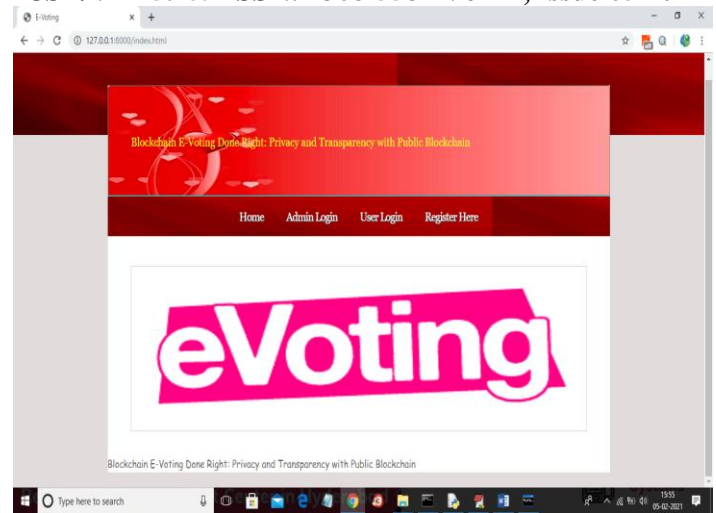 E-Voting
127.0.0.1:8000/index.html
Blockchain E-Voting Done Right: Privacy and Transparency with Public Blockchain
Home Admin Login User Login Register Here
eVoting
Blockchain E-Voting Done Right: Privacy and Transparency with Public Blockchain
Type here to search
15:55
05-02-2021